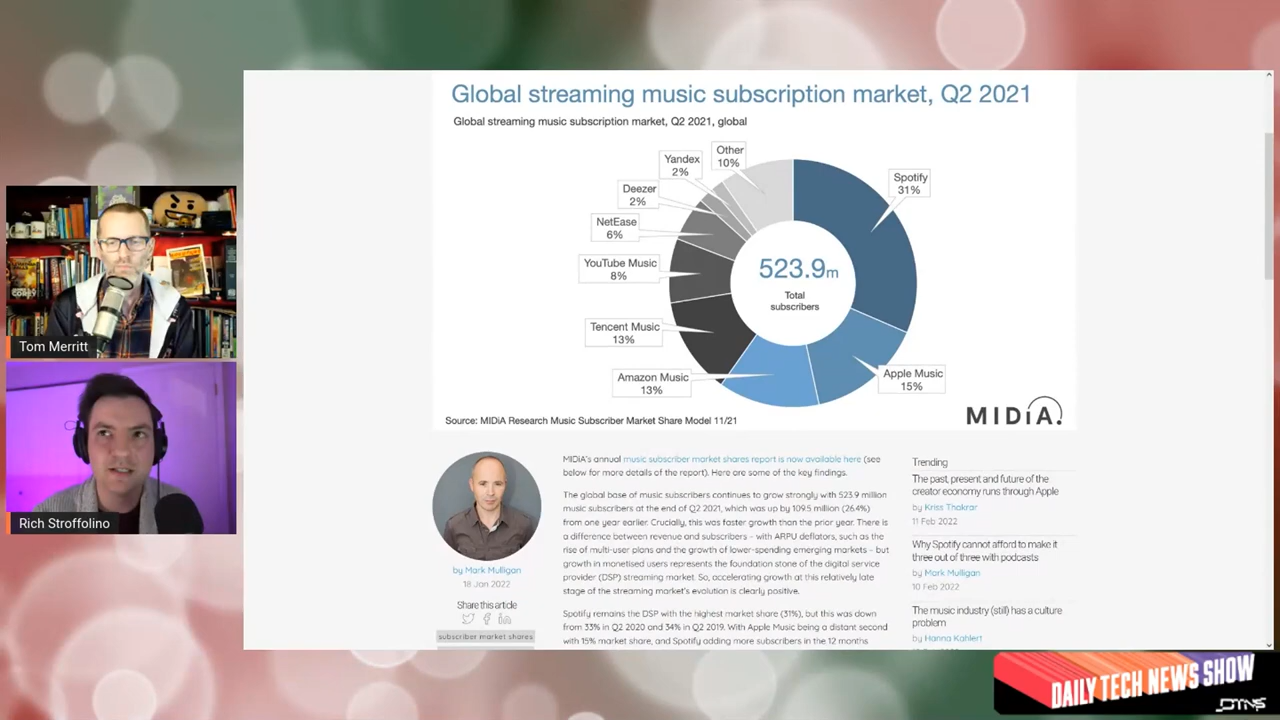 Global streaming music subscription market, Q2 2021
Global streaming music subscription market, Q2 2021, global
Other
10%
Yandex
2%
Deezer
2%
NetEase
6%
YouTube Music
8%
Tencent Music
13%
Amazon Music
13%
Spotify
31%
Apple Music
15%
523.9m
Total
subscribers
Source: MIDiA Research Music Subscriber Market Share Model 11/21
MIDiA.
Tom Merritt
Rich Stroffolino
by Mark Mulligan
18 Jan 2022
Share this article
subscriber market shares
MIDiA's annual music subscriber market shares report is now available here (see
below for more details of the report). Here are some of the key findings.
The global base of music subscribers continues to grow strongly with 523.9 million
music subscribers at the end of Q2 2021, which was up by 109.5 million (26.4%)
from one year earlier. Crucially, this was faster growth than the prior year. There is
a difference between revenue and subscribers – with ARPU deflators, such as the
rise of multi-user plans and the growth of lower-spending emerging markets – but
growth in monetised users represents the foundation stone of the digital service
provider (DSP) streaming market. So, accelerating growth at this relatively late
stage of the streaming market's evolution is clearly positive.
Spotify remains the DSP with the highest market share (31%), but this was down
from 33% in Q2 2020 and 34% in Q2 2019. With Apple Music being a distant second
with 15% market share, and Spotify adding more subscribers in the 12 months
Trending
The past, present and future of the
creator economy runs through Apple
by Kriss Thakrar
11 Feb 2022
Why Spotify cannot afford to make it
three out of three with podcasts
by Mark Mulligan
10 Feb 2022
The music industry (still) has a culture
problem
by Hanna Kahlert
DAILY TECH NEWS SHOW
DTNS